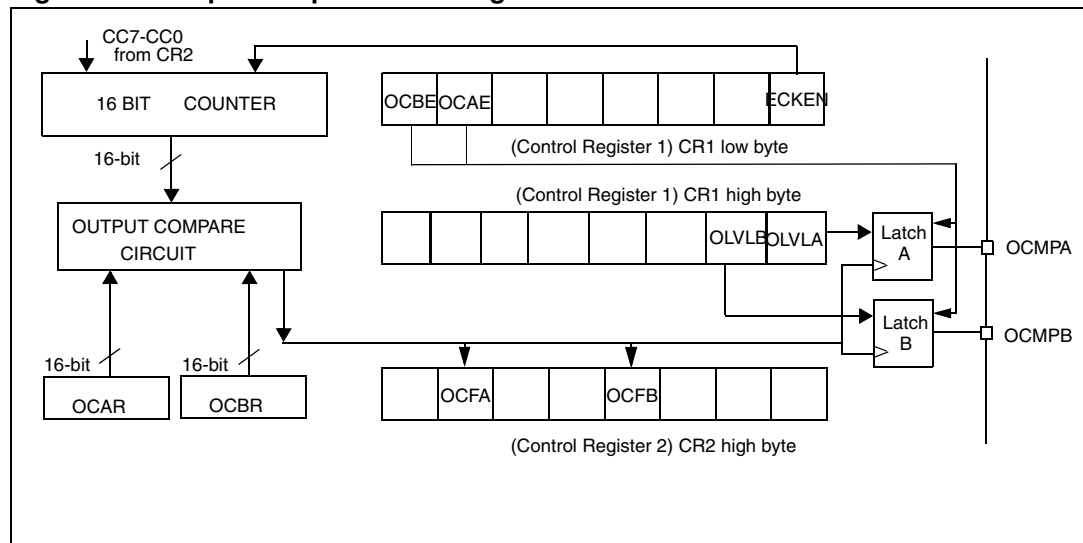 CC7-CC0
from CR2
16 BIT COUNTER
OCBE OCAE ECKEN
(Control Register 1) CR1 low byte
16-bit
(Control Register 1) CR1 high byte
OUTPUT COMPARE
CIRCUIT
OLVLB OLVLA
Latch
A
OCMPA
Latch
B
OCMPB
16-bit 16-bit
OCAR OCBR
OCFA OCFB
(Control Register 2) CR2 high byte